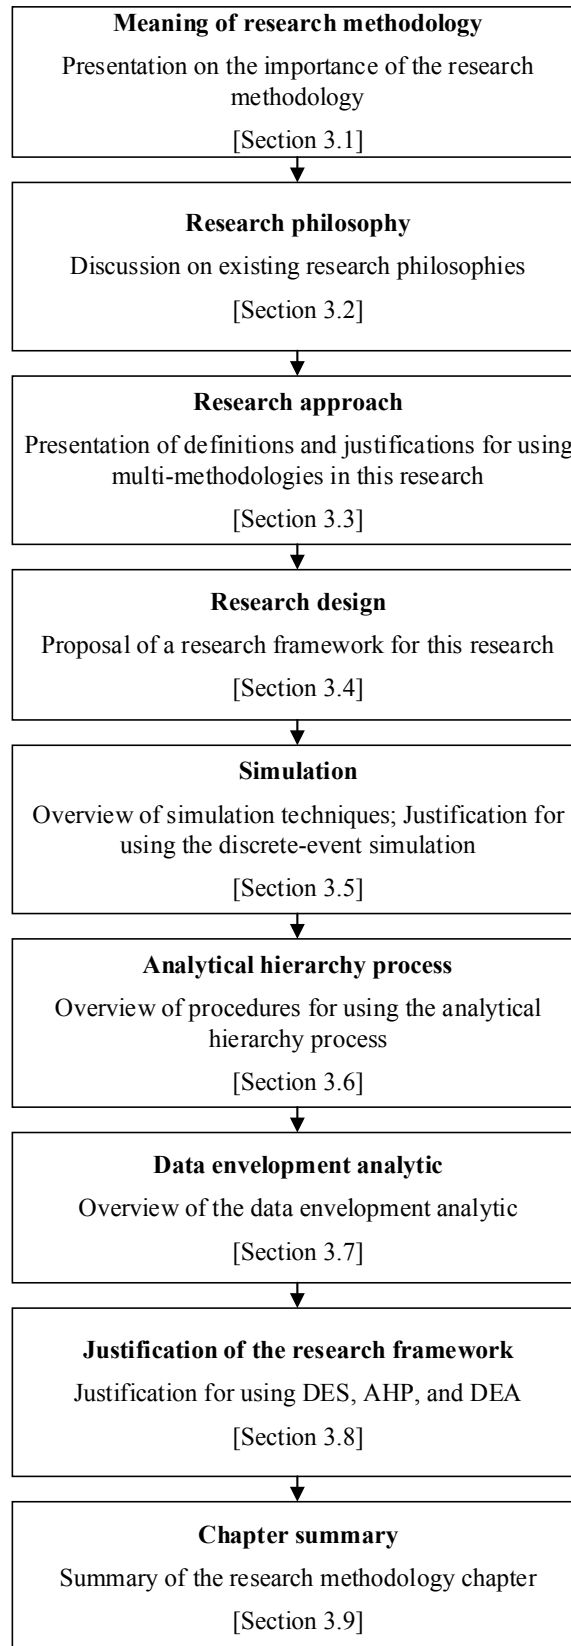 Meaning of research methodology
Presentation on the importance of the research
methodology
[Section 3.1]
Research philosophy
Discussion on existing research philosophies
[Section 3.2]
Research approach
Presentation of definitions and justifications for using
multi-methodologies in this research
[Section 3.3]
Research design
Proposal of a research framework for this research
[Section 3.4]
Simulation
Overview of simulation techniques; Justification for
using the discrete-event simulation
[Section 3.5]
Analytical hierarchy process
Overview of procedures for using the analytical
hierarchy process
[Section 3.6]
Data envelopment analytic
Overview of the data envelopment analytic
[Section 3.7]
Justification of the research framework
Justification for using DES, AHP, and DEA
[Section 3.8]
Chapter summary
Summary of the research methodology chapter
[Section 3.9]